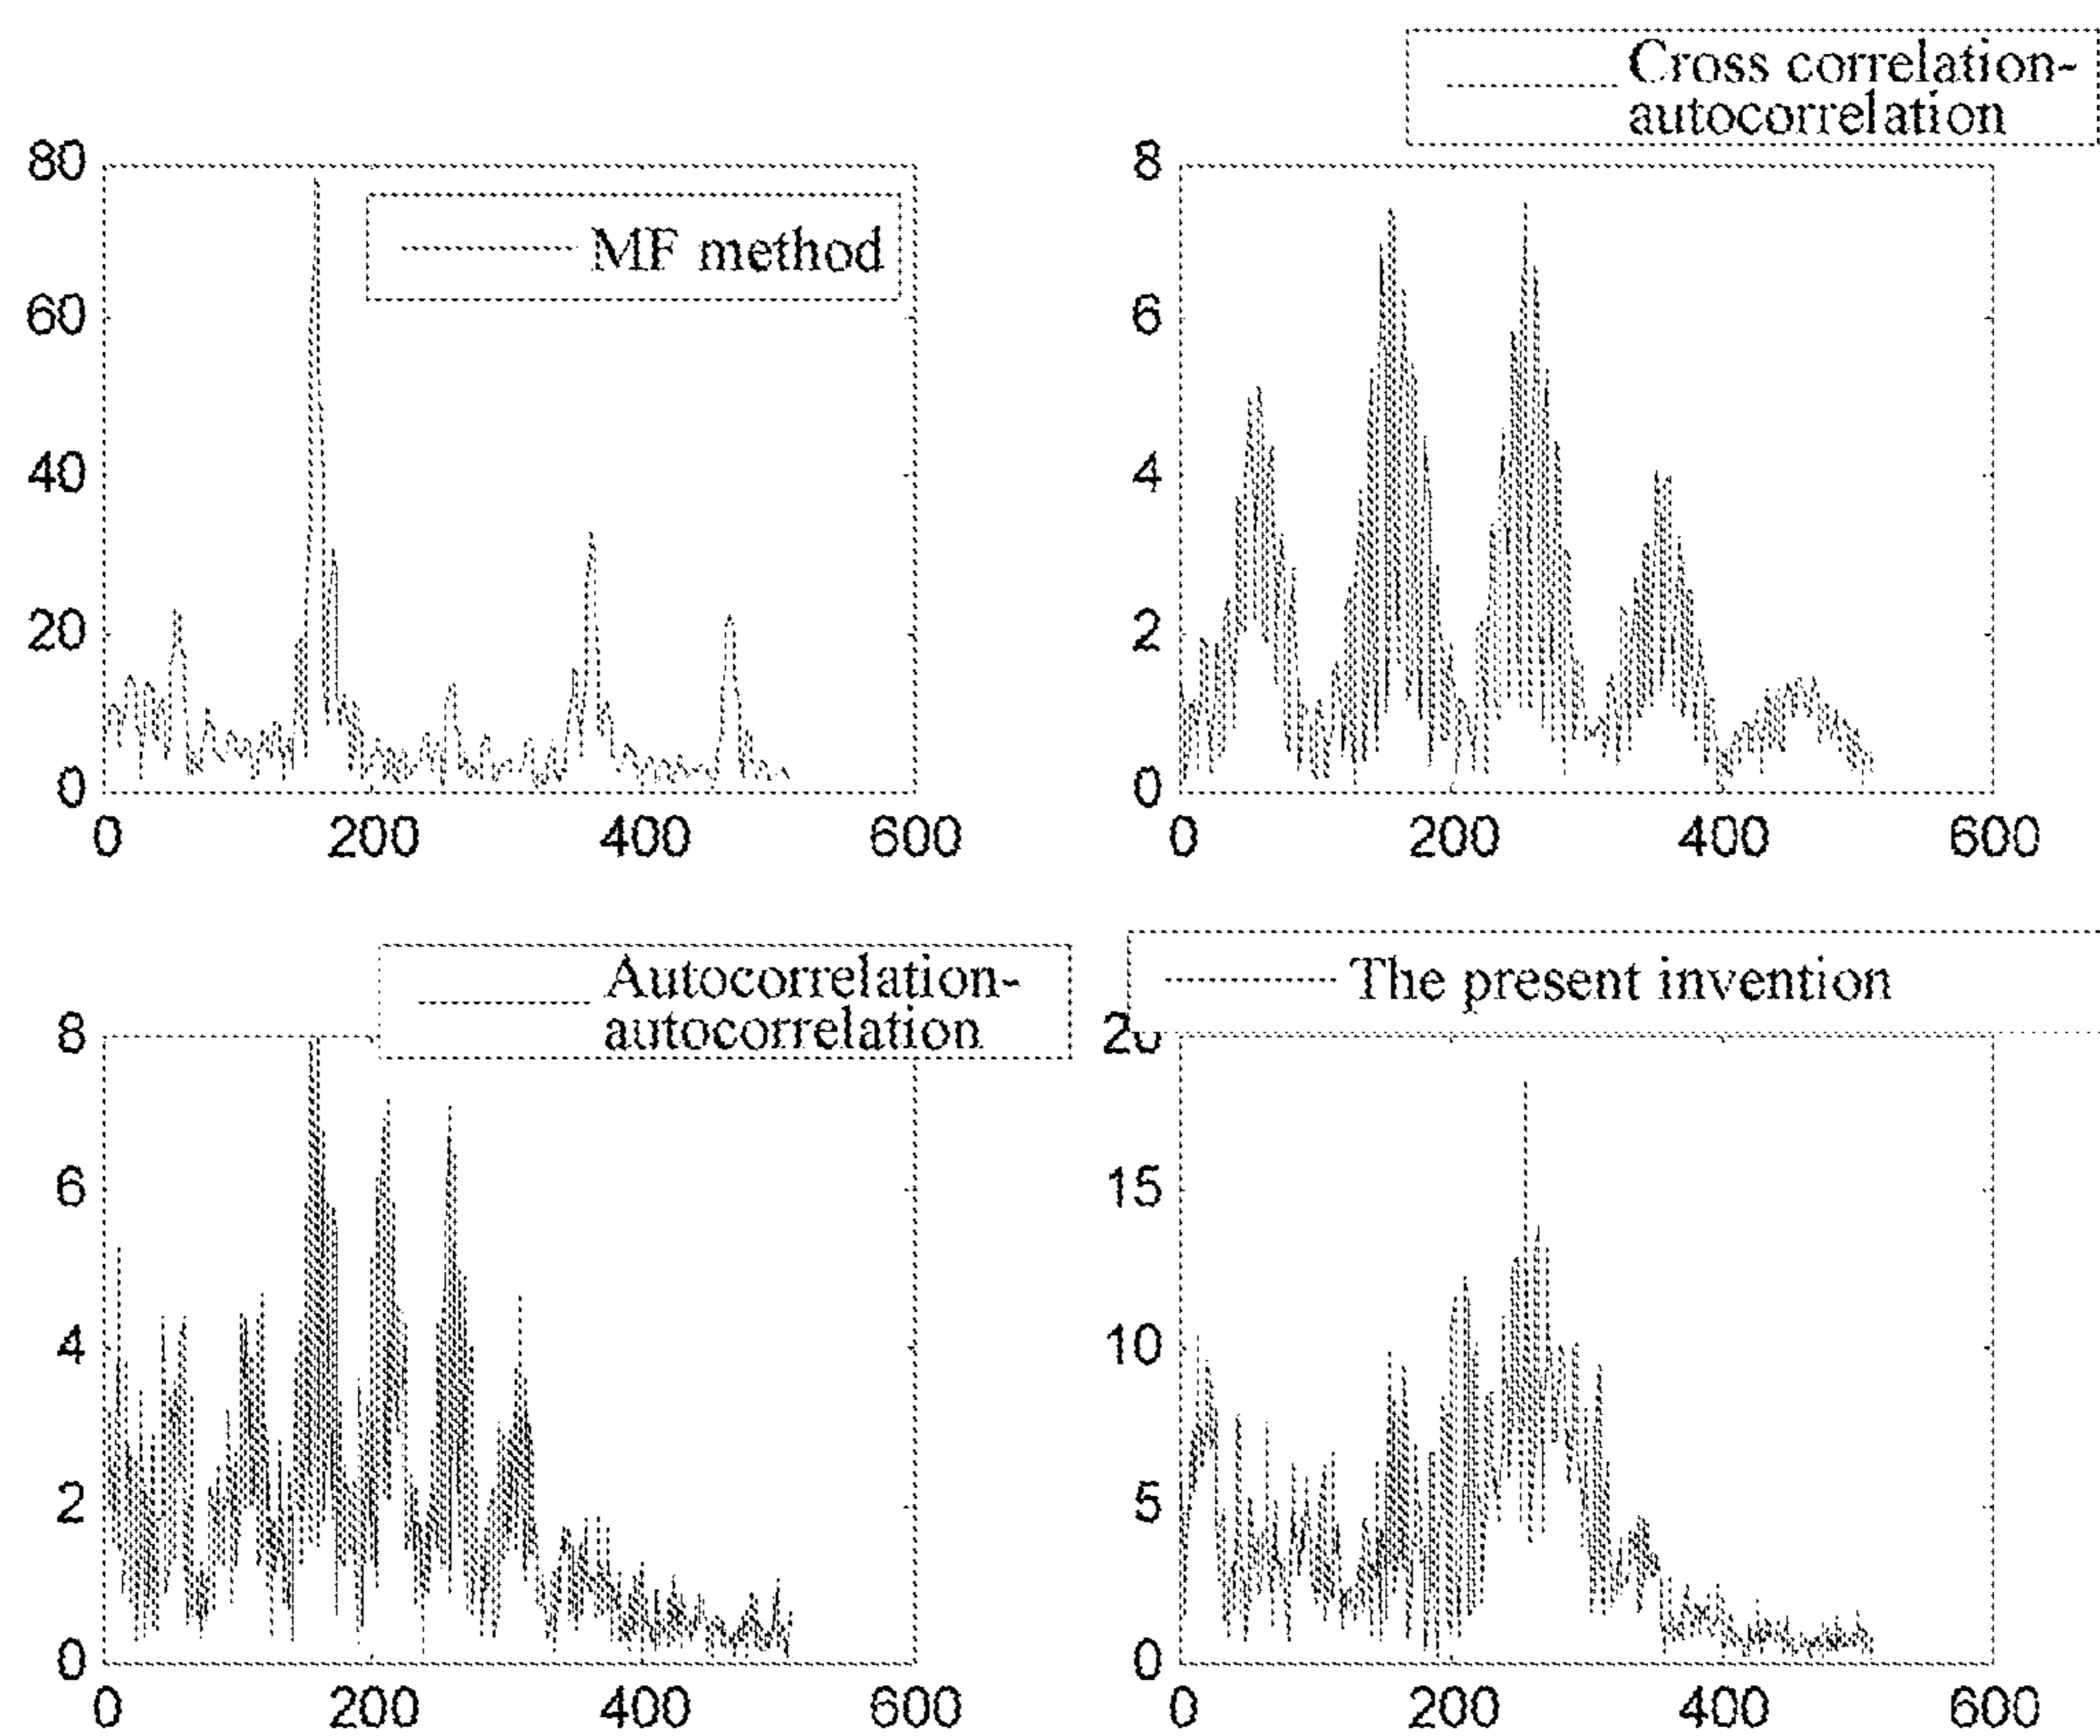 Cross correlation-
autocorrelation
80
60
40
20
0
0 200 400 600
MF method
8
6
4
2
0
0 200 400 600
Autocorrelation-
autocorrelation
8
6
4
2
0
0 200 400 600
The present invention
20
15
10
5
0
0 200 400 600